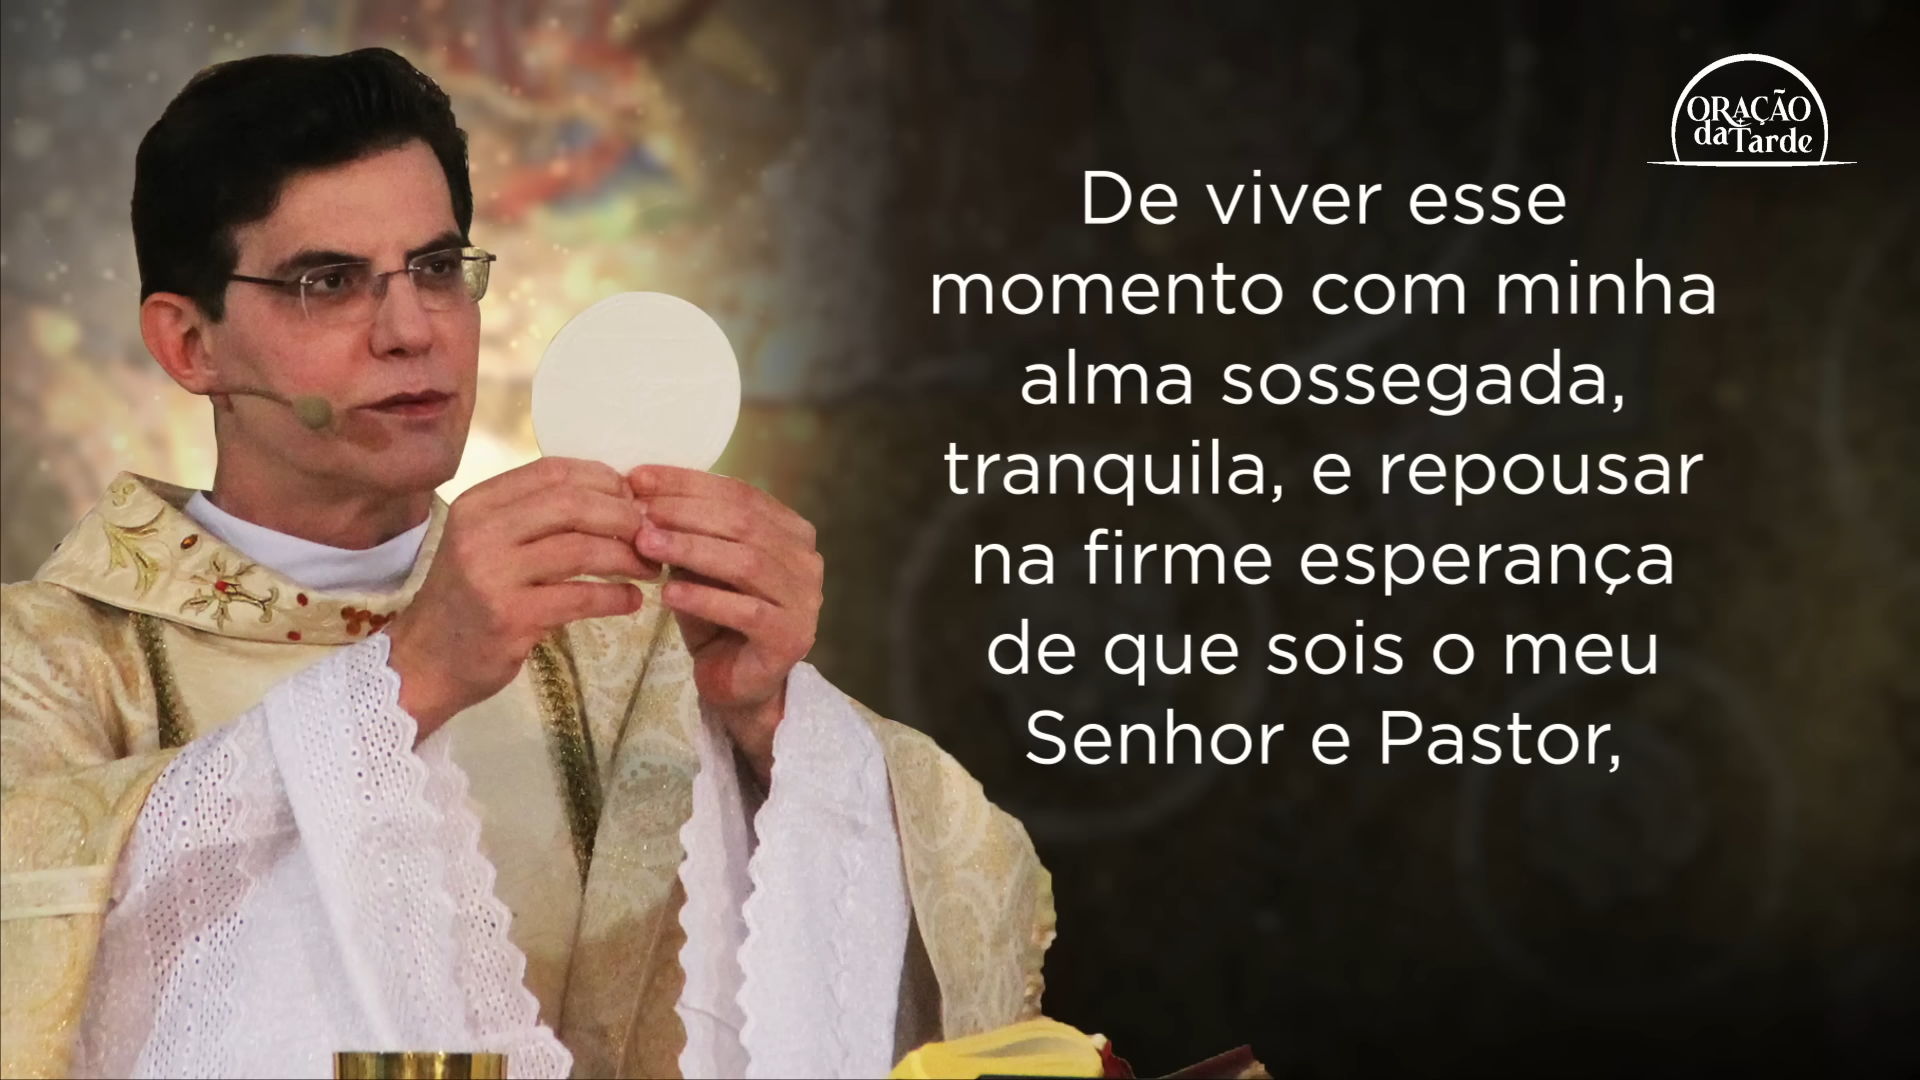 ORAÇÃO
da Tarde
De viver esse
momento com minha
alma sossegada,
tranquila, e repousar
na firme esperança
de que sois o meu
Senhor e Pastor,